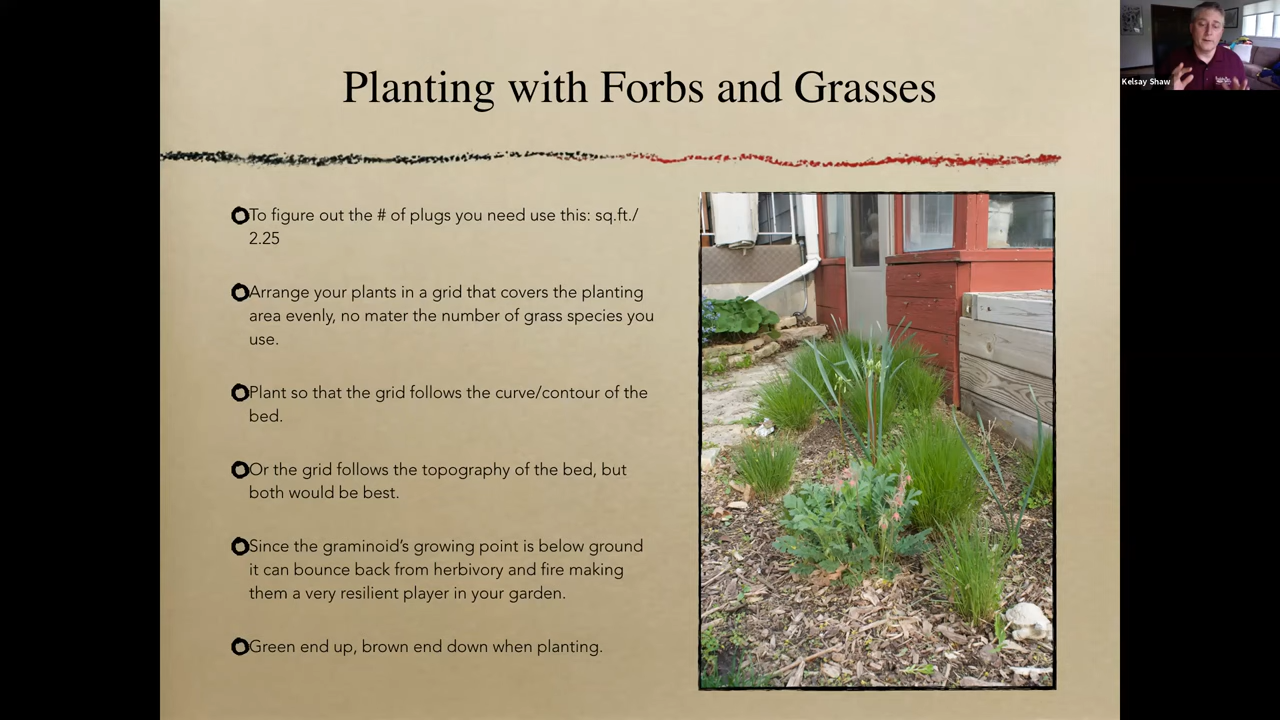 Planting with Forbs and Grasses
Kelsay Shaw
To figure out the # of plugs you need use this: sq.ft./
2.25
Arrange your plants in a grid that covers the planting
area evenly, no mater the number of grass species you
use.
Plant so that the grid follows the curve/contour of the
bed.
Or the grid follows the topography of the bed, but
both would be best.
Since the graminoid’s growing point is below ground
it can bounce back from herbivory and fire making
them a very resilient player in your garden.
Green end up, brown end down when planting.